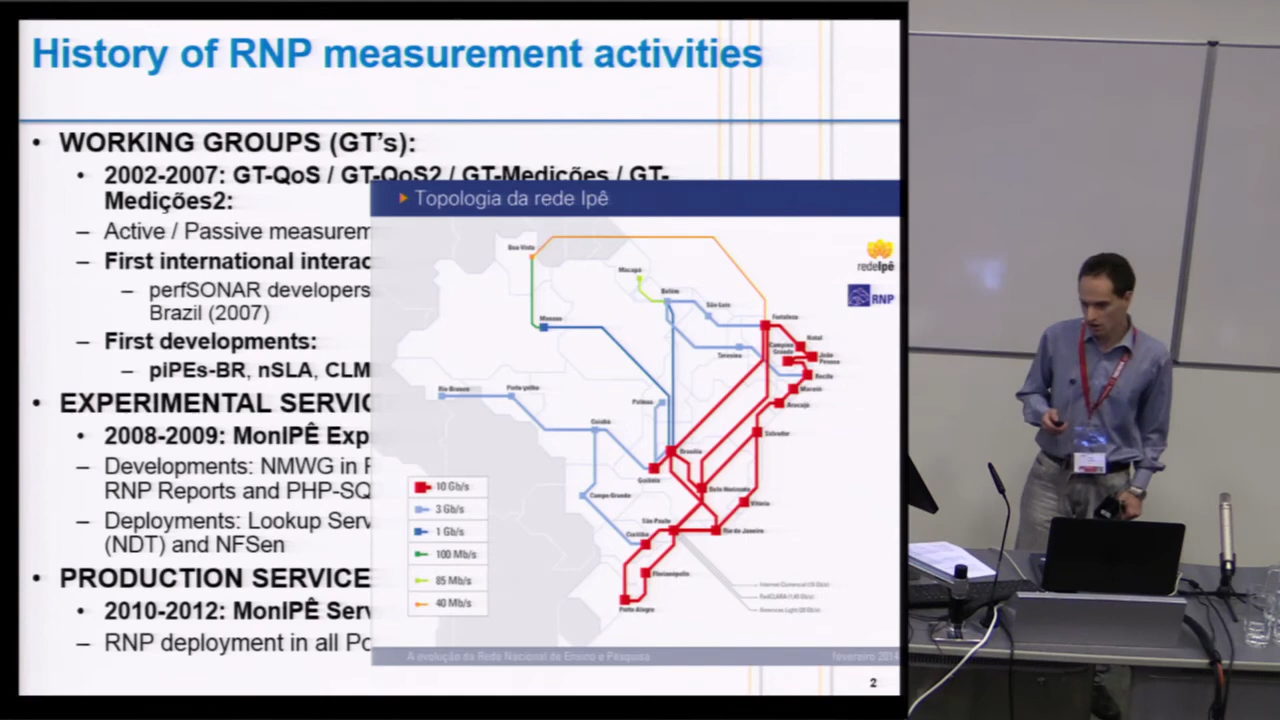 History of RNP measurement activities
• WORKING GROUPS (GT's):
• 2002-2007: GT-QoS / GT-QoS2 / GT-Medições / GT-
Medições2:
– Active / Passive measurem
– First international interac
– perfSONAR developers
Brazil (2007)
– First developments:
– piPEs-BR, nSLA, CLM
• EXPERIMENTAL SERVIC
• 2008-2009: MonIPÊ Exp
– Developments: NMWG in
RNP Reports and PHP-SQ
– Deployments: Lookup Serv
(NDT) and NFSen
• PRODUCTION SERVICE
• 2010-2012: MonIPÊ Serv
– RNP deployment in all Po
Topologia da rede Ipê
redeIpê
RNP
Boa Vista
Macapá
Belém
São Luís
Manaus
Fortaleza
Natal
Campina
Grande
João
Pessoa
Teresina
Recife
Maceió
Aracaju
Rio Branco
Porto Velho
Palmas
Cuiabá
Salvador
Brasília
Goiânia
Belo Horizonte
Campo Grande
Vitória
São Paulo
Rio de Janeiro
Curitiba
Florianópolis
Porto Alegre
10 Gb/s
3 Gb/s
1 Gb/s
100 Mb/s
85 Mb/s
40 Mb/s
A evolução da Rede Nacional de Ensino e Pesquisa
fevereiro 2014
2